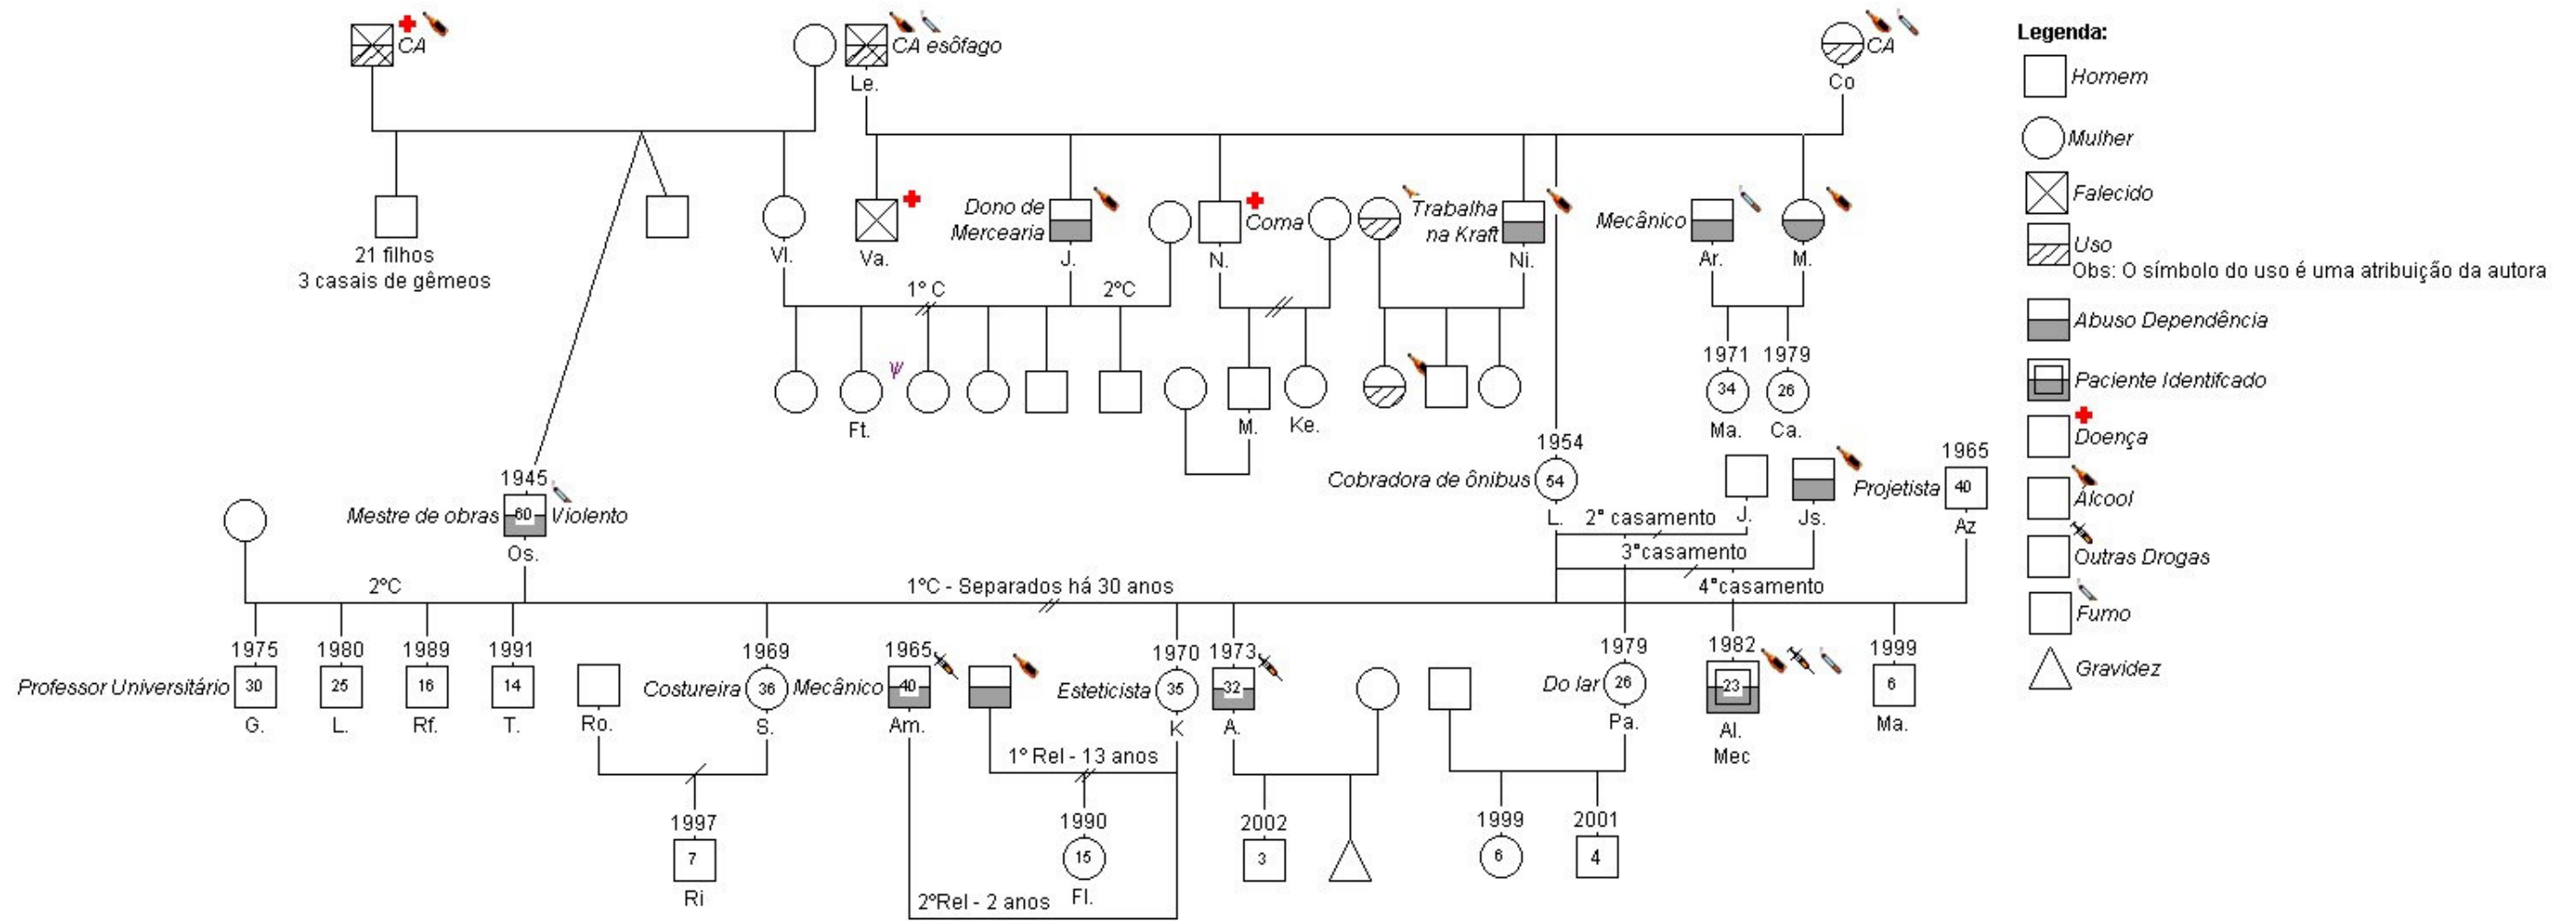 CA
CA esôfago
Le.
CA
Co
Legenda:
Homem
Mulher
Falecido
Uso
Obs: O símbolo do uso é uma atribuição da autora
Abuso Dependência
Paciente Identifcado
Doença
Álcool
Outras Drogas
Fumo
Gravidez
21 filhos
3 casais de gêmeos
Vl.
Va.
Dono de
Mercearia
J.
N.
Coma
Trabalha
na Kraft
Ni.
Mecânico
Ar.
M.
1º C
2ºC
ψ
Ft.
M.
Ke.
1971
34
Ma.
1979
26
Ca.
1954
Cobradora de ônibus
54
L.
J.
Js.
1965
Projetista
40
Az
2° casamento
3°casamento
4°casamento
1945
Mestre de obras
60
Violento
Os.
2ºC
1ºC - Separados há 30 anos
1975
Professor Universitário
30
G.
1980
25
L.
1989
16
Rf.
1991
14
T.
Ro.
1969
Costureira
36
S.
1965
Mecânico
40
Am.
1970
Esteticista
35
K
1973
32
A.
1979
Do lar
26
Pa.
1982
23
Al.
Mec
1999
6
Ma.
1º Rel - 13 anos
1997
7
Ri
1990
15
Fl.
2002
3
1999
6
2001
4
2ºRel - 2 anos